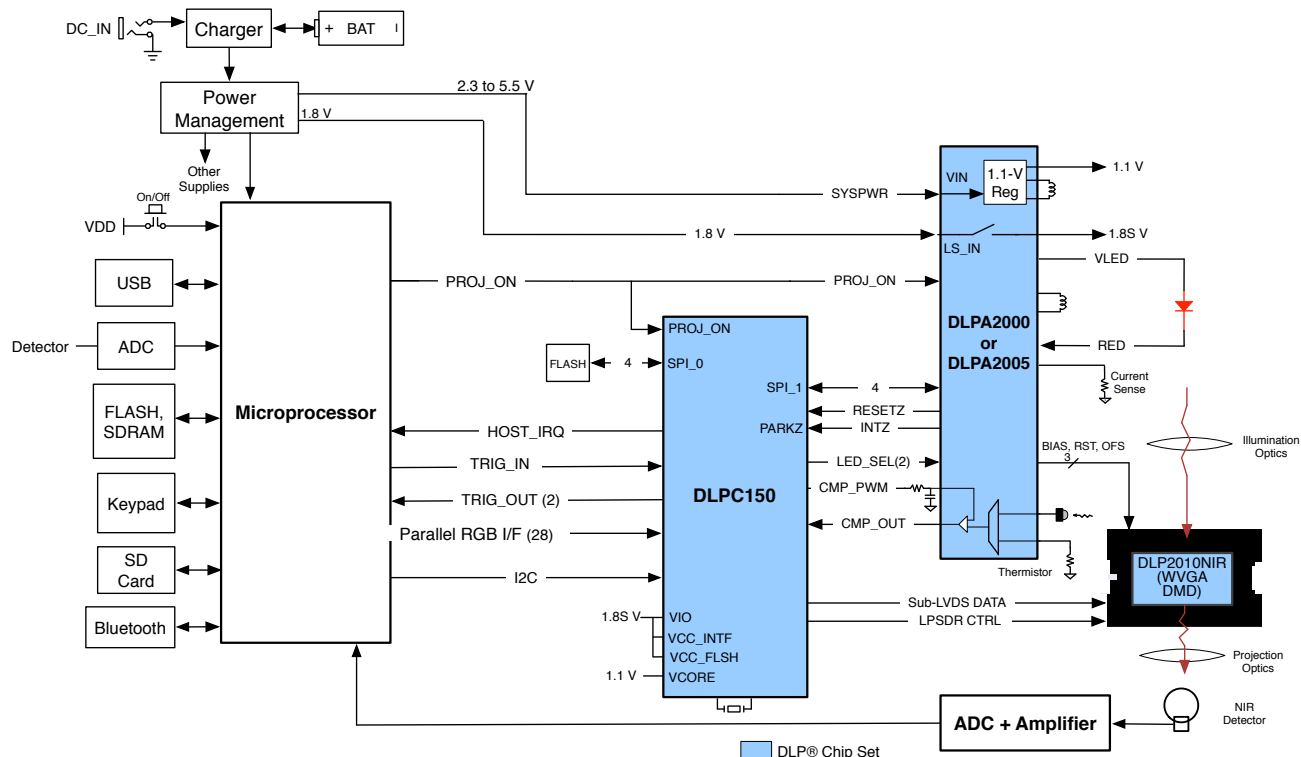 DC_IN
Charger
+ BAT –
Power
Management
2.3 to 5.5 V
1.8 V
Other
Supplies
On/Off
VDD
USB
Detector
ADC
FLASH,
SDRAM
Keypad
SD
Card
Bluetooth
Microprocessor
SYSPWR
1.8 V
PROJ_ON
PROJ_ON
HOST_IRQ
TRIG_IN
TRIG_OUT (2)
Parallel RGB I/F (28)
I2C
FLASH
4
PROJ_ON
SPI_0
SPI_1
PARKZ
DLPC150
1.8S V
VIO
VCC_INTF
VCC_FLSH
1.1 V
VCORE
4
RESETZ
INTZ
LED_SEL(2)
CMP_PWM
CMP_OUT
Sub-LVDS DATA
LPSDR CTRL
VIN
1.1-V
Reg
LS_IN
DLPA2000
or
DLPA2005
1.1 V
1.8S V
VLED
RED
Current
Sense
BIAS, RST, OFS
3
Thermistor
Illumination
Optics
DLP2010NIR
(WVGA
DMD)
Projection
Optics
ADC + Amplifier
NIR
Detector
DLP® Chip Set